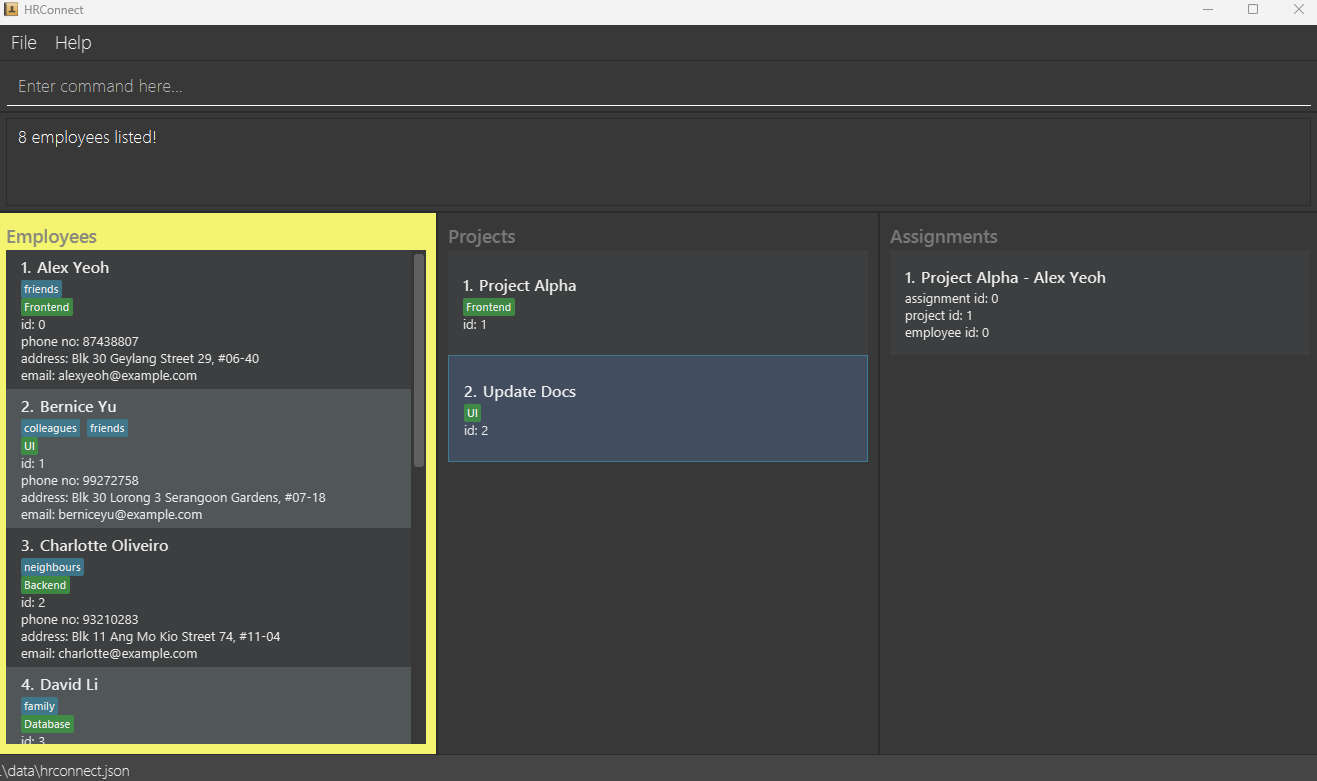 HRConnect
File Help
Enter command here...
8 employees listed!
Employees
1. Alex Yeoh
friends
Frontend
id: 0
phone no: 87438807
address: Blk 30 Geylang Street 29, #06-40
email: alexyeoh@example.com
2. Bernice Yu
colleagues friends
UI
id: 1
phone no: 99272758
address: Blk 30 Lorong 3 Serangoon Gardens, #07-18
email: berniceyu@example.com
3. Charlotte Oliveiro
neighbours
Backend
id: 2
phone no: 93210283
address: Blk 11 Ang Mo Kio Street 74, #11-04
email: charlotte@example.com
4. David Li
family
Database
id: 3
Projects
1. Project Alpha
Frontend
id: 1
2. Update Docs
UI
id: 2
Assignments
1. Project Alpha - Alex Yeoh
assignment id: 0
project id: 1
employee id: 0
.\data\hrconnect.json